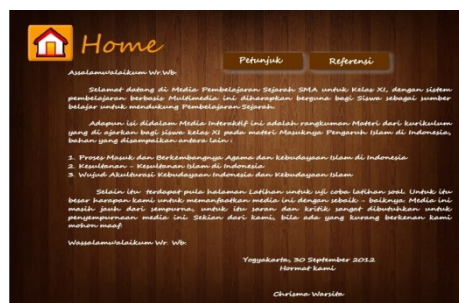 Home
Petunjuk
Referensi
Assalamu'alaikum Wr.Wb.
Selamat datang di Media Pembelajaran Sejarah SMA untuk Kelas XI, dengan sistem
pembelajaran berbasis Multimedia ini diharapkan berguna bagi Siswa sebagai sumber
belajar untuk mendukung Pembelajaran Sejarah.
Adapun isi didalam Media Interaktif ini adalah rangkuman Materi dari kurikulum
yang di ajarkan bagi siswa kelas XI pada materi Masuknya Pengaruh Islam di Indonesia,
bahan yang disampaikan antara lain :
1. Proses Masuk dan Berkembangnya Agama dan kebudayaan Islam di Indonesia
2. Kesultanan - Kesultanan Islam di Indonesia
3. Wujud Akulturasi Kebudayaan Indonesia dan Kebudayaan Islam
Selain itu terdapat pula halaman Latihan untuk uji coba latihan soal. Untuk itu
besar harapan kami untuk memanfaatkan media ini dengan sebaik - baiknya. Media ini
masih jauh dari sempurna, untuk itu saran dan kritik sangat dibutuhkan untuk
penyempurnaan media ini. Sekian dari kami, bila ada yang kurang berkenan kami
mohon maaf.
Wassalamu'alaikum Wr. Wb.
Yogyakarta, 30 September 2012
Hormat kami
Chrisma Warsita